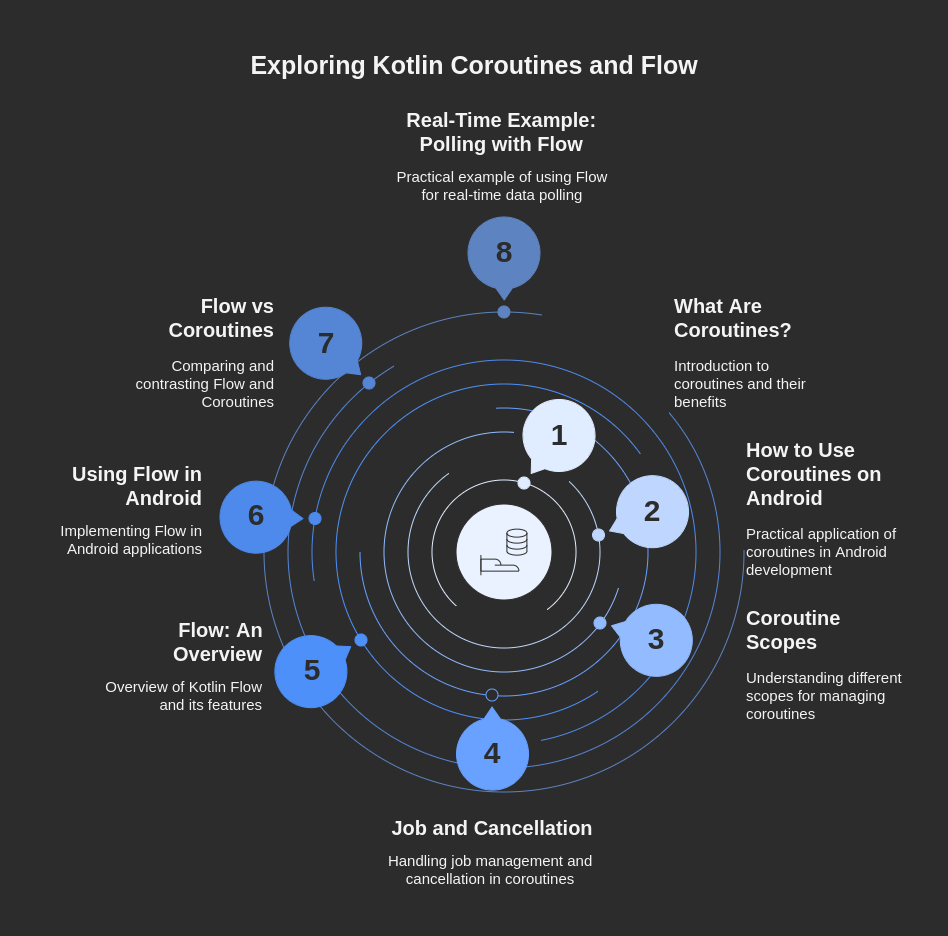 Exploring Kotlin Coroutines and Flow
Real-Time Example:
Polling with Flow
Practical example of using Flow
for real-time data polling
8
What Are
Coroutines?
Introduction to
coroutines and their
benefits
1
How to Use
Coroutines on
Android
Practical application of
coroutines in Android
development
2
Coroutine
Scopes
Understanding different
scopes for managing
coroutines
3
4
Job and Cancellation
Handling job management and
cancellation in coroutines
Flow: An
Overview
Overview of Kotlin Flow
and its features
5
Using Flow in
Android
Implementing Flow in
Android applications
6
Flow vs
Coroutines
Comparing and
contrasting Flow and
Coroutines
7